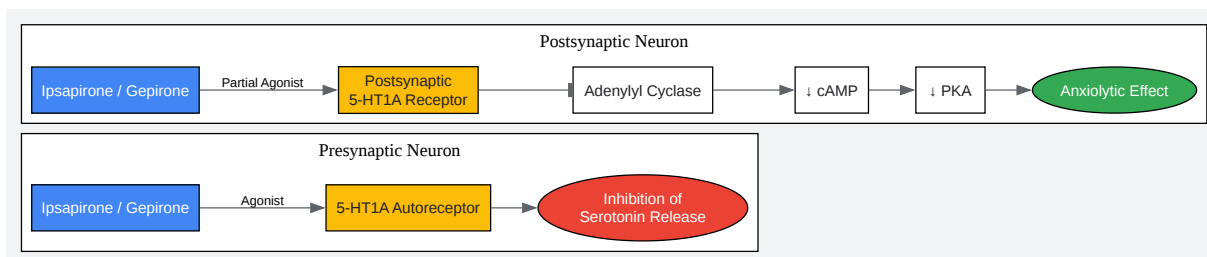 Postsynaptic Neuron
Ipsapirone / Gepirone
Partial Agonist
Postsynaptic
5-HT1A Receptor
Adenylyl Cyclase
↓ cAMP
↓ PKA
Anxiolytic Effect
Presynaptic Neuron
Ipsapirone / Gepirone
Agonist
5-HT1A Autoreceptor
Inhibition of
Serotonin Release